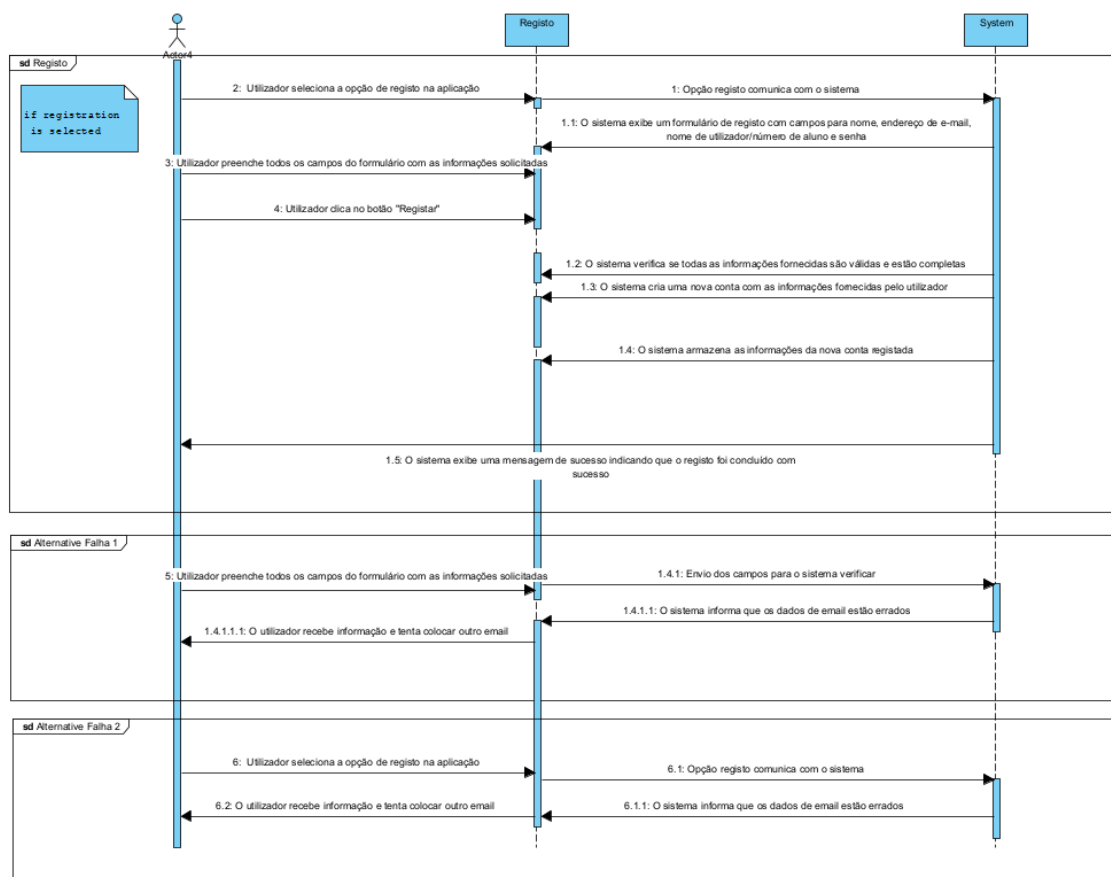 Registo
System
Actor4
sd Registo
if registration
is selected
2: Utilizador seleciona a opção de registo na aplicação
1: Opção registo comunica com o sistema
1.1: O sistema exibe um formulário de registo com campos para nome, endereço de e-mail,
nome de utilizador/número de aluno e senha
3: Utilizador preenche todos os campos do formulário com as informações solicitadas
4: Utilizador clica no botão "Registar"
1.2: O sistema verifica se todas as informações fornecidas são válidas e estão completas
1.3: O sistema cria uma nova conta com as informações fornecidas pelo utilizador
1.4: O sistema armazena as informações da nova conta registada
1.5: O sistema exibe uma mensagem de sucesso indicando que o registo foi concluído com
sucesso
sd Alternative Falha 1
5: Utilizador preenche todos os campos do formulário com as informações solicitadas
1.4.1: Envio dos campos para o sistema verificar
1.4.1.1: O sistema informa que os dados de email estão errados
1.4.1.1.1: O utilizador recebe informação e tenta colocar outro email
sd Alternative Falha 2
6: Utilizador seleciona a opção de registo na aplicação
6.1: Opção registo comunica com o sistema
6.2: O utilizador recebe informação e tenta colocar outro email
6.1.1: O sistema informa que os dados de email estão errados